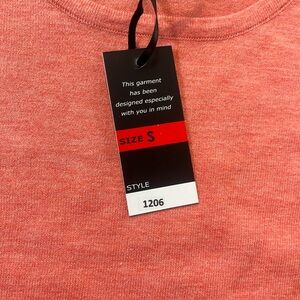 This garment
has been
designed especially
with you in mind
SIZE S
STYLE
1206